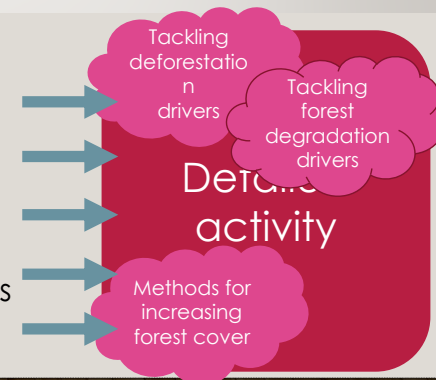 Tackling
deforestatio
n
drivers
Tackling
forest
degradation
drivers
activity
s
Methods for
increasing
forest cover